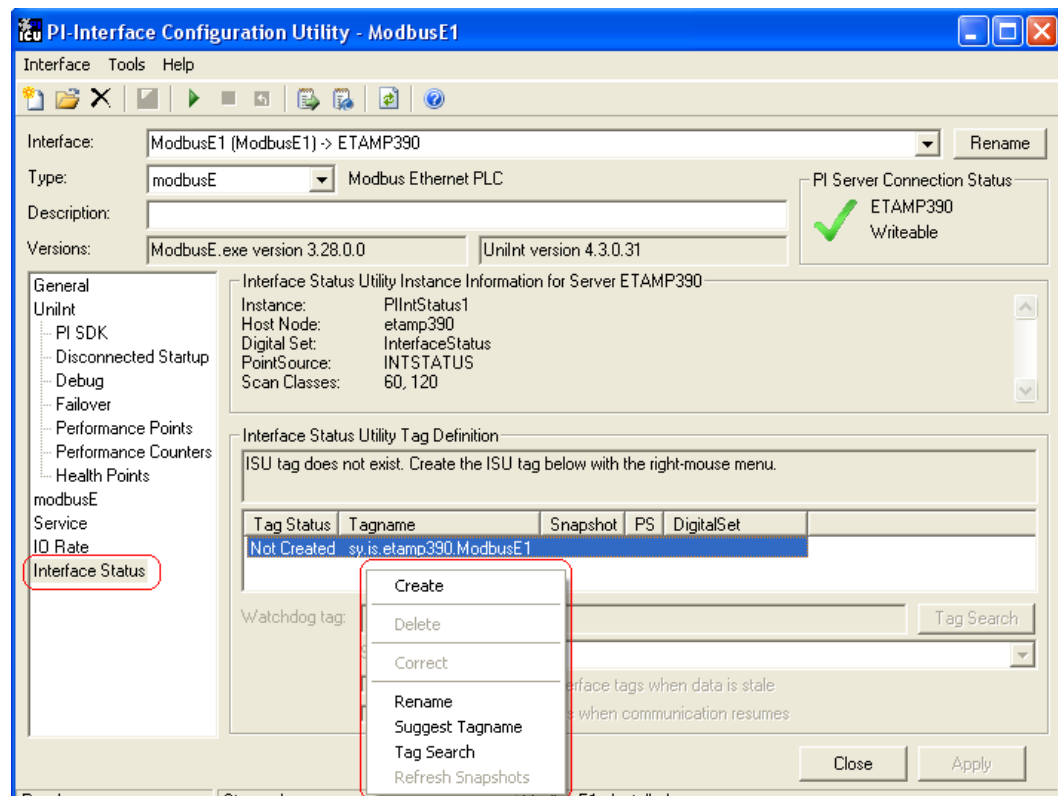 PI-Interface Configuration Utility - ModbusE1
Interface Tools Help
Interface: ModbusE1 (ModbusE1) -> ETAMP390 Rename
Type: modbusE Modbus Ethernet PLC
PI Server Connection Status
ETAMP390
Writeable
Description:
Versions: ModbusE.exe version 3.28.0.0 UniInt version 4.3.0.31
General
UniInt
PI SDK
Disconnected Startup
Debug
Failover
Performance Points
Performance Counters
Health Points
modbusE
Service
IO Rate
Interface Status
Interface Status Utility Instance Information for Server ETAMP390
Instance: PIIntStatus1
Host Node: etamp390
Digital Set: InterfaceStatus
PointSource: INTSTATUS
Scan Classes: 60, 120
Interface Status Utility Tag Definition
ISU tag does not exist. Create the ISU tag below with the right-mouse menu.
Tag Status Tagname Snapshot PS DigitalSet
Not Created sy.is.etamp390.ModbusE1
Watchdog tag: Tag Search
tags when data is stale
when communication resumes
Create
Delete
Correct
Rename
Suggest Tagname
Tag Search
Refresh Snapshots
Close Apply